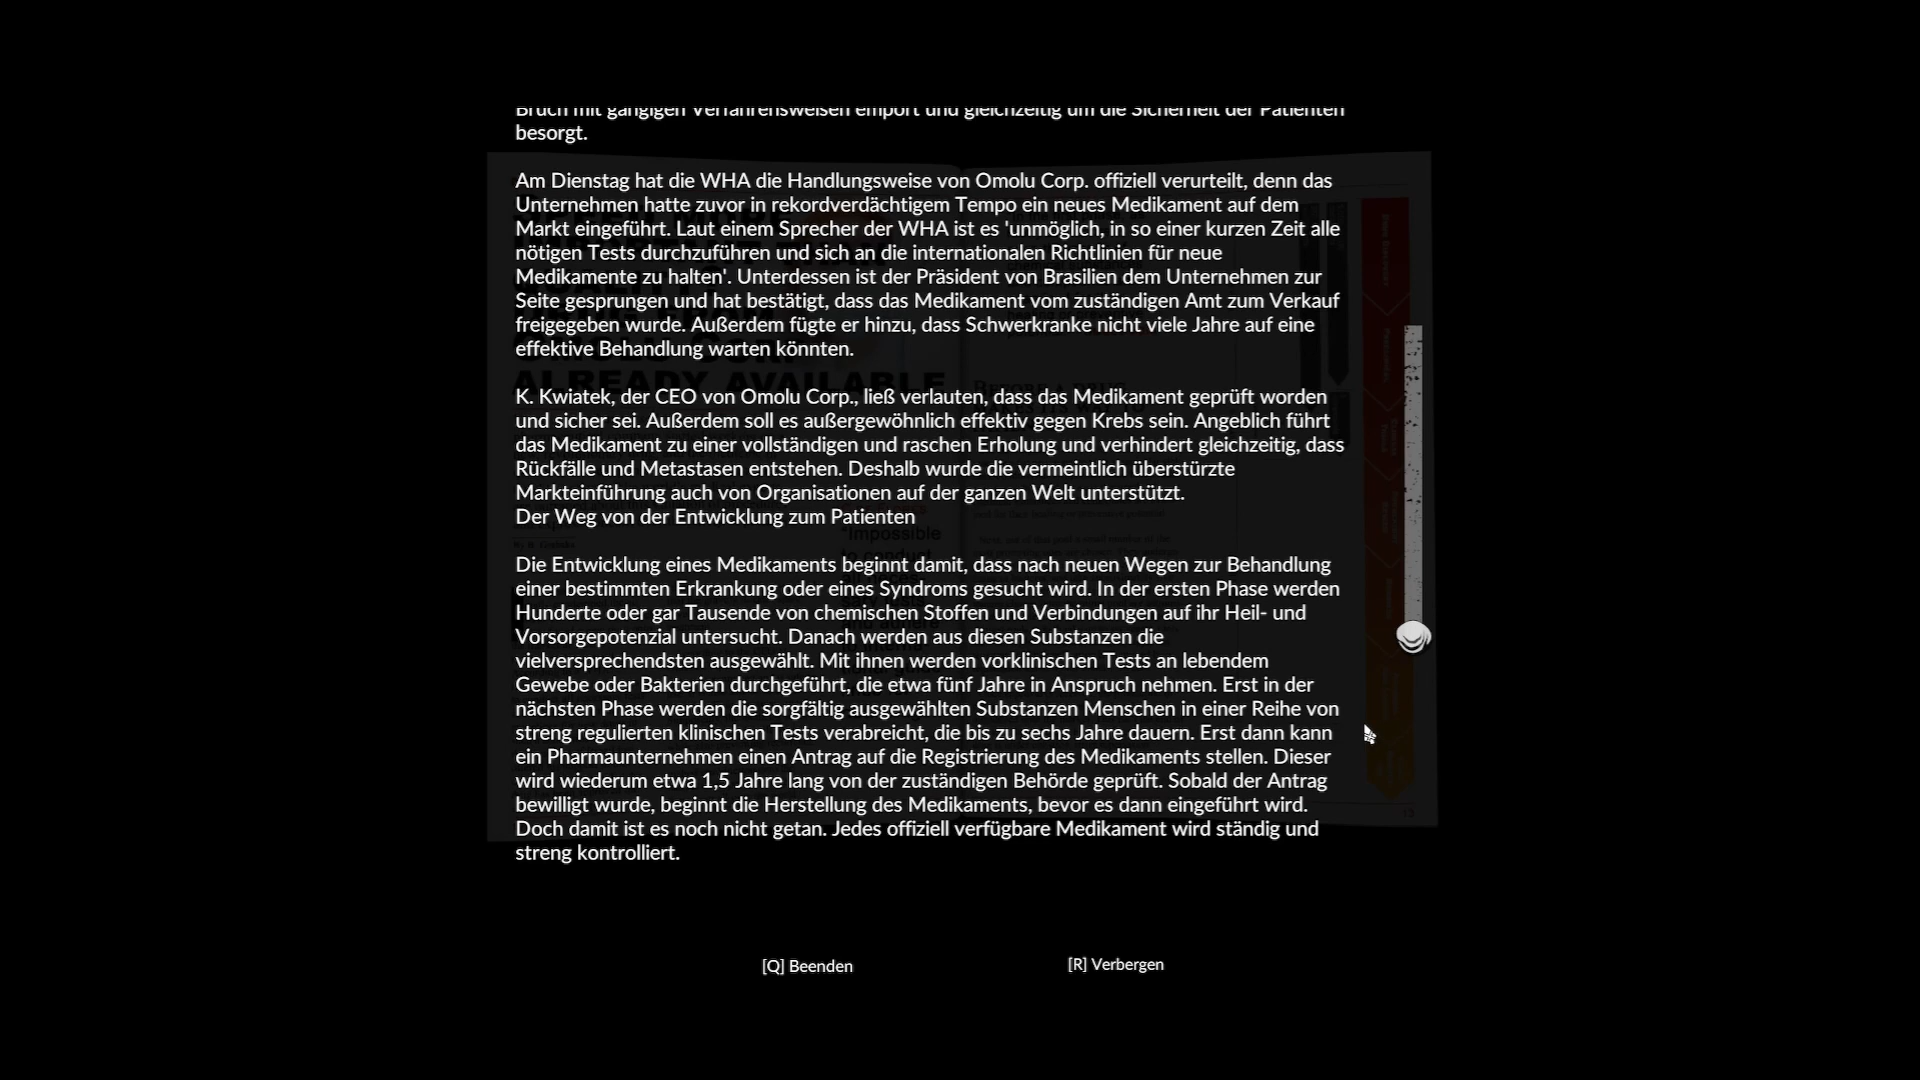 Bruch mit gängigen Verfahrensweisen empört und gleichzeitig um die Sicherheit der Patienten
besorgt.
Am Dienstag hat die WHA die Handlungsweise von Omolu Corp. offiziell verurteilt, denn das
Unternehmen hatte zuvor in rekordverdächtigem Tempo ein neues Medikament auf dem
Markt eingeführt. Laut einem Sprecher der WHA ist es 'unmöglich, in so einer kurzen Zeit alle
nötigen Tests durchzuführen und sich an die internationalen Richtlinien für neue
Medikamente zu halten'. Unterdessen ist der Präsident von Brasilien dem Unternehmen zur
Seite gesprungen und hat bestätigt, dass das Medikament vom zuständigen Amt zum Verkauf
freigegeben wurde. Außerdem fügte er hinzu, dass Schwerkranke nicht viele Jahre auf eine
effektive Behandlung warten könnten.
ALREADY AVAILABLE
K. Kwiatek, der CEO von Omolu Corp., ließ verlauten, dass das Medikament geprüft worden
und sicher sei. Außerdem soll es außergewöhnlich effektiv gegen Krebs sein. Angeblich führt
das Medikament zu einer vollständigen und raschen Erholung und verhindert gleichzeitig, dass
Rückfälle und Metastasen entstehen. Deshalb wurde die vermeintlich überstürzte
Markteinführung auch von Organisationen auf der ganzen Welt unterstützt.
Der Weg von der Entwicklung zum Patienten
"Impossible
Die Entwicklung eines Medikaments beginnt damit, dass nach neuen Wegen zur Behandlung
einer bestimmten Erkrankung oder eines Syndroms gesucht wird. In der ersten Phase werden
Hunderte oder gar Tausende von chemischen Stoffen und Verbindungen auf ihr Heil- und
Vorsorgepotenzial untersucht. Danach werden aus diesen Substanzen die
vielversprechendsten ausgewählt. Mit ihnen werden vorklinischen Tests an lebendem
Gewebe oder Bakterien durchgeführt, die etwa fünf Jahre in Anspruch nehmen. Erst in der
nächsten Phase werden die sorgfältig ausgewählten Substanzen Menschen in einer Reihe von
streng regulierten klinischen Tests verabreicht, die bis zu sechs Jahre dauern. Erst dann kann
ein Pharmaunternehmen einen Antrag auf die Registrierung des Medikaments stellen. Dieser
wird wiederum etwa 1,5 Jahre lang von der zuständigen Behörde geprüft. Sobald der Antrag
bewilligt wurde, beginnt die Herstellung des Medikaments, bevor es dann eingeführt wird.
Doch damit ist es noch nicht getan. Jedes offiziell verfügbare Medikament wird ständig und
streng kontrolliert.
[Q] Beenden
[R] Verbergen